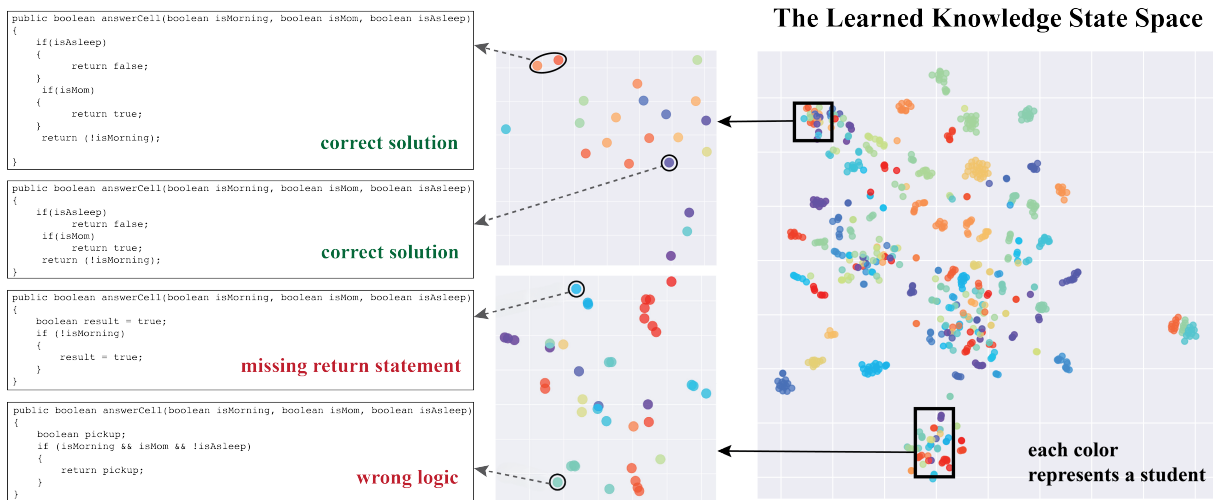 The Learned Knowledge State Space
public boolean answerCell(boolean isMorning, boolean isMom, boolean isAsleep)
{
if(isAsleep)
{
return false;
}
if(isMom)
{
return true;
}
return (!isMorning);
}
correct solution
public boolean answerCell(boolean isMorning, boolean isMom, boolean isAsleep)
{
if(isAsleep)
return false;
if(isMom)
return true;
return (!isMorning);
}
correct solution
public boolean answerCell(boolean isMorning, boolean isMom, boolean isAsleep)
{
boolean result = true;
if (!isMorning)
{
result = true;
}
}
missing return statement
public boolean answerCell(boolean isMorning, boolean isMom, boolean isAsleep)
{
boolean pickup;
if (isMorning && isMom && !isAsleep)
{
return pickup;
}
}
wrong logic
each color
represents a student